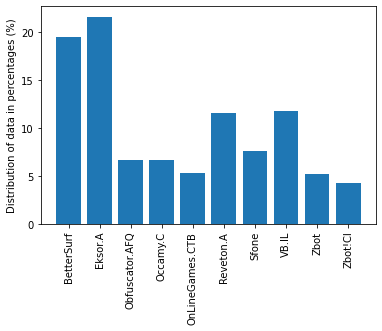 Distribution of data in percentages (%)
20
15
10
5
0
BetterSurf
Eksor.A
Obfuscator.AFQ
Occamy.C
OnLineGames.CTB
Reveton.A
Sfone
VB.IL
Zbot
Zbot!CI